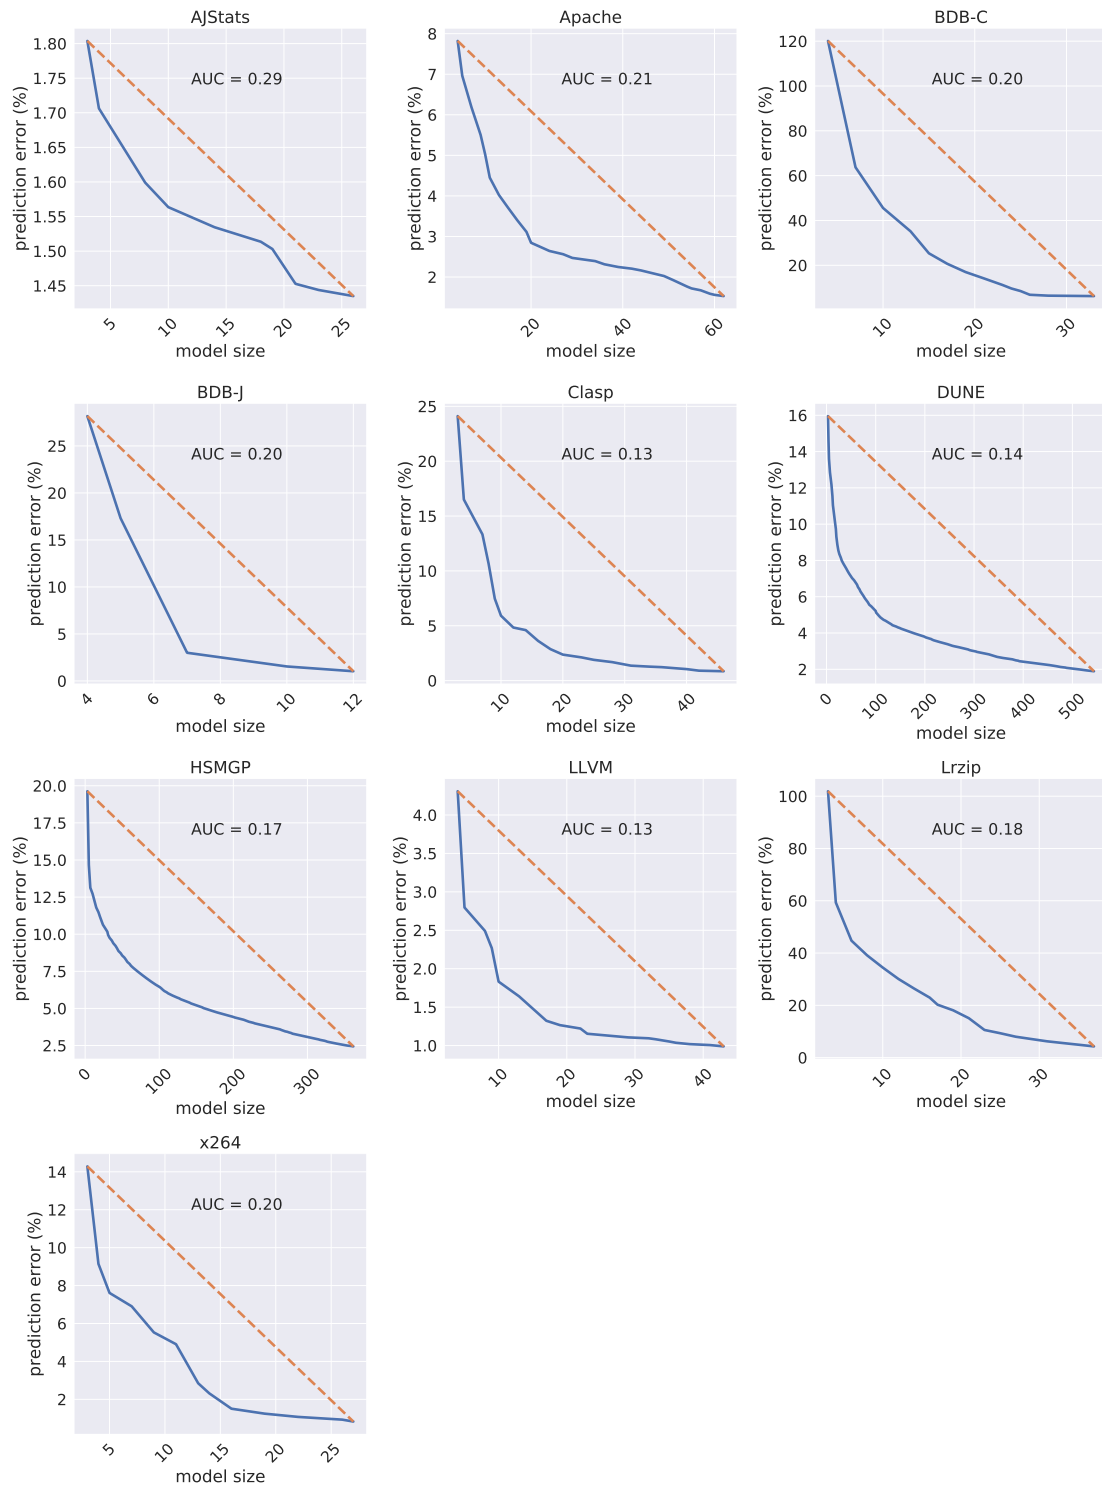 AJStats
prediction error (%)
1.80
1.75
1.70
1.65
1.60
1.55
1.50
1.45
AUC = 0.29
5
10
15
20
25
model size
Apache
prediction error (%)
8
7
6
5
4
3
2
AUC = 0.21
20
40
60
model size
BDB-C
prediction error (%)
120
100
80
60
40
20
AUC = 0.20
10
20
30
model size
BDB-J
prediction error (%)
25
20
15
10
5
0
AUC = 0.20
4
6
8
10
12
model size
Clasp
prediction error (%)
25
20
15
10
5
0
AUC = 0.13
10
20
30
40
model size
DUNE
prediction error (%)
16
14
12
10
8
6
4
2
AUC = 0.14
0
100
200
300
400
500
model size
HSMGP
prediction error (%)
20.0
17.5
15.0
12.5
10.0
7.5
5.0
2.5
AUC = 0.17
0
100
200
300
model size
LLVM
prediction error (%)
4.0
3.5
3.0
2.5
2.0
1.5
1.0
AUC = 0.13
10
20
30
40
model size
Lrzip
prediction error (%)
100
80
60
40
20
0
AUC = 0.18
10
20
30
model size
x264
prediction error (%)
14
12
10
8
6
4
2
AUC = 0.20
5
10
15
20
25
model size